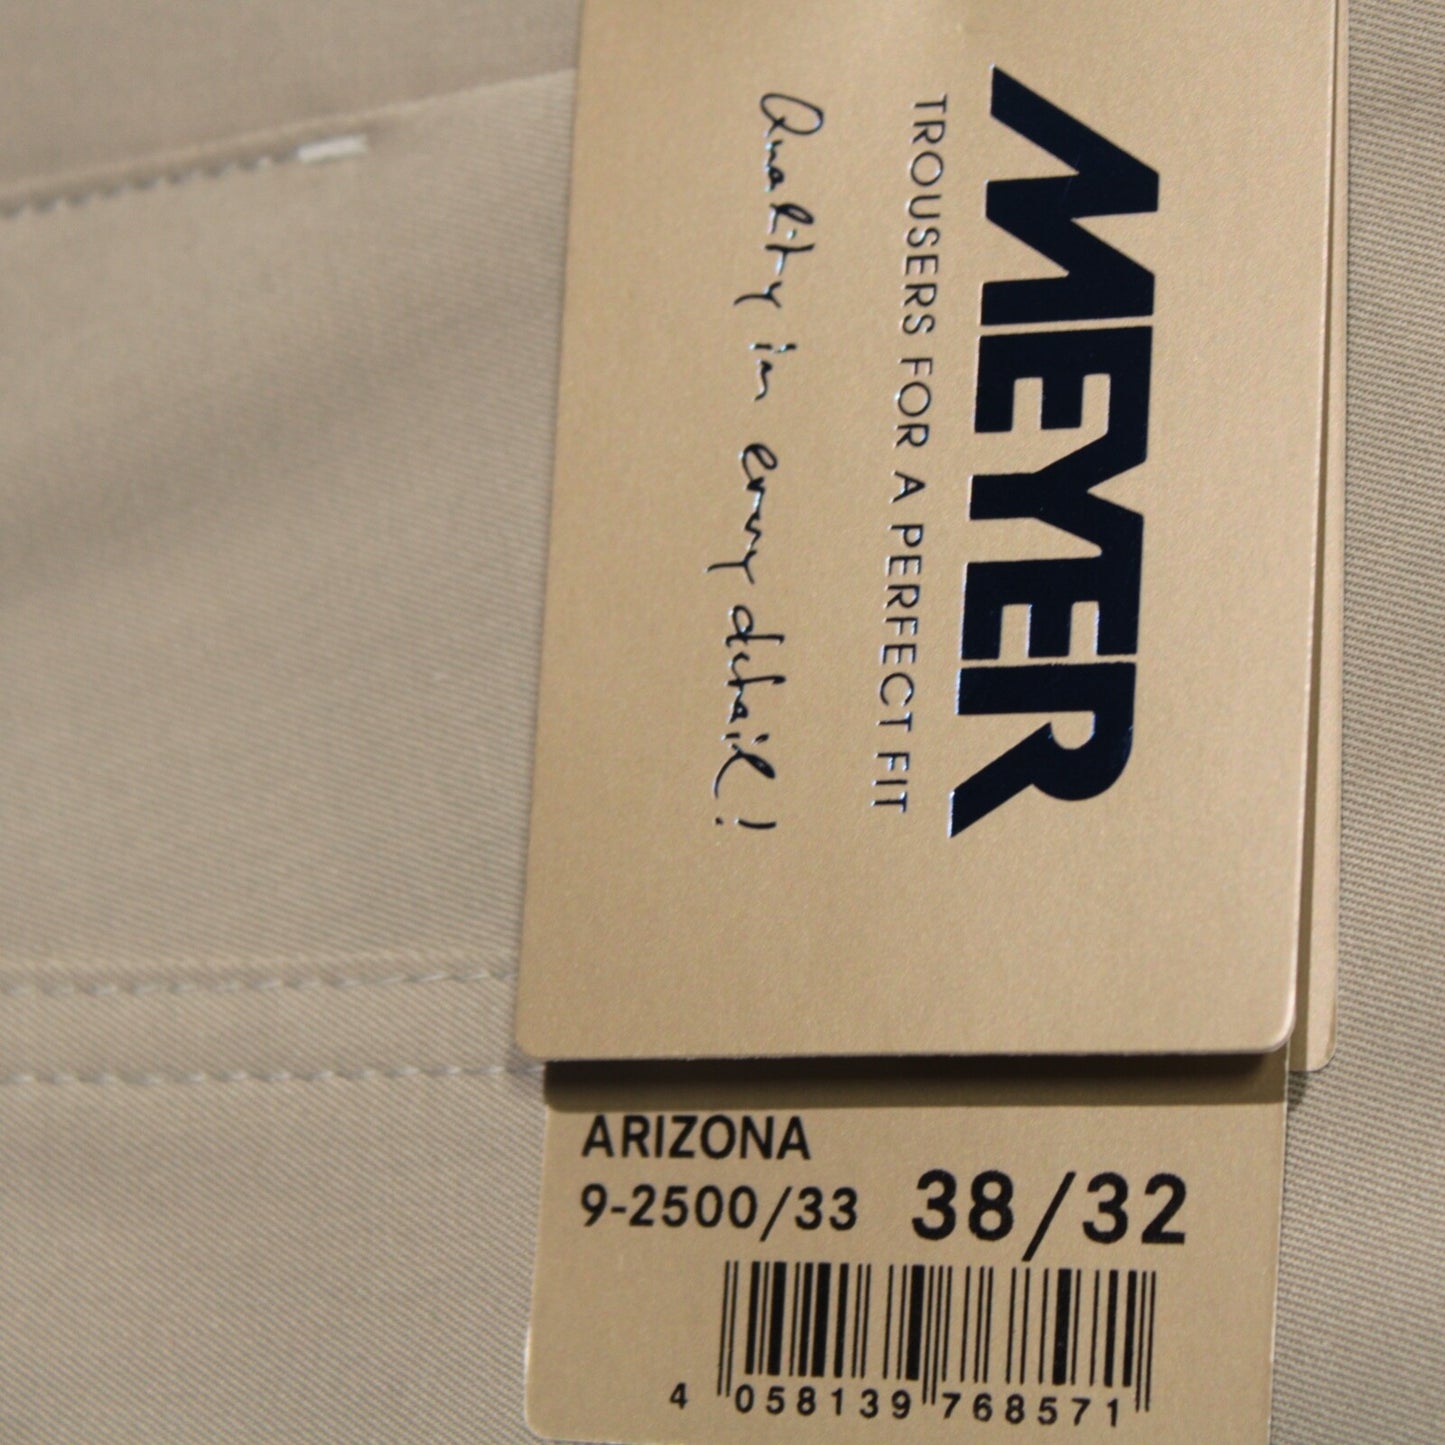 MEYER
TROUSERS FOR A PERFECT FIT
Quality in every detail!
ARIZONA
9-2500/33 38/32
4 058139 768571